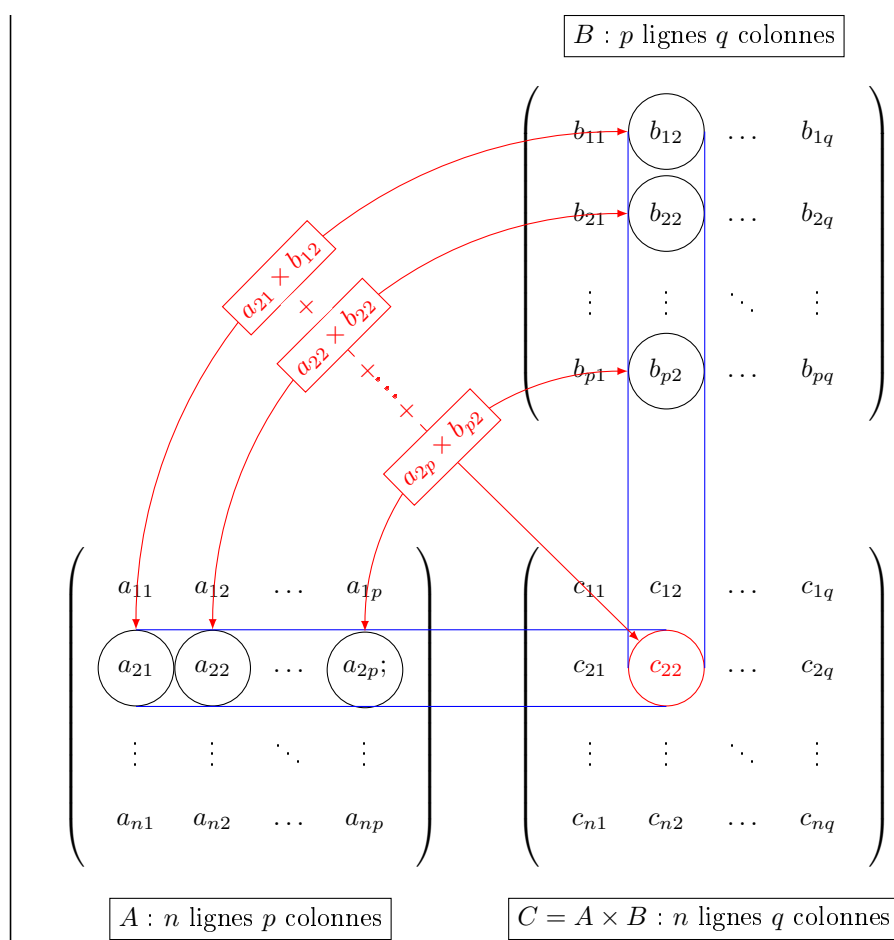 B : p lignes q colonnes
b₁₁ b₁₂ … b₁q
b₂₁ b₂₂ … b₂q
⋮ ⋮ ⋱ ⋮
bₚ₁ bₚ₂ … bₚq
a₂₁ × b₁₂
+
a₂₂ × b₂₂
+ …… +
a₂ₚ × bₚ₂
a₁₁ a₁₂ … a₁ₚ
a₂₁ a₂₂ … a₂ₚ;
⋮ ⋮ ⋱ ⋮
aₙ₁ aₙ₂ … aₙₚ
c₁₁ c₁₂ … c₁q
c₂₁ c₂₂ … c₂q
⋮ ⋮ ⋱ ⋮
cₙ₁ cₙ₂ … cₙq
A : n lignes p colonnes
C = A × B : n lignes q colonnes